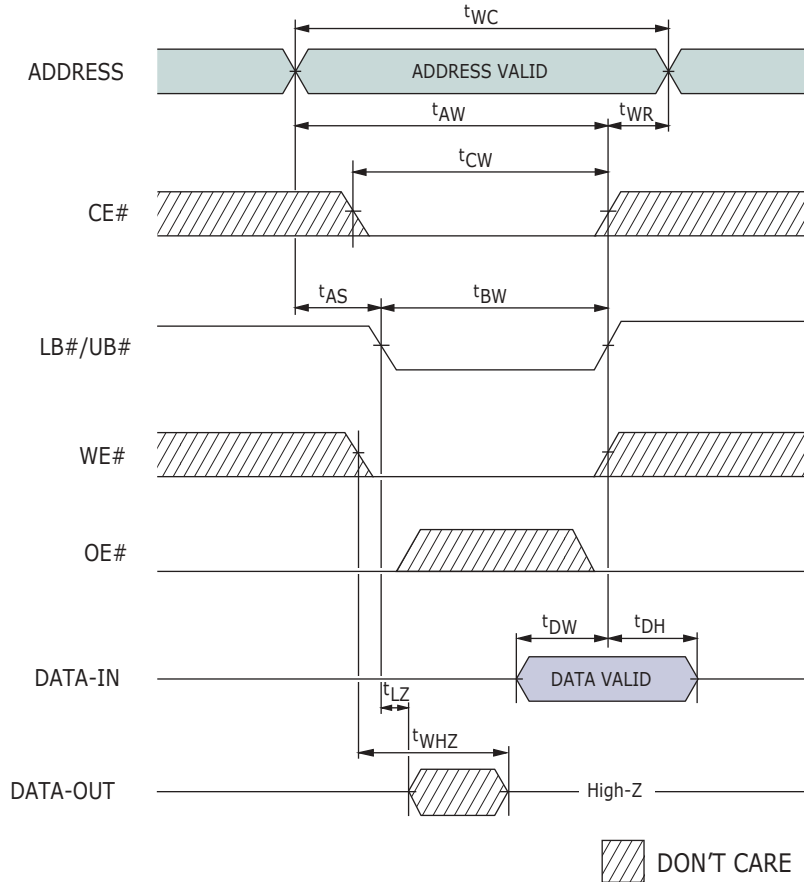 tWC
ADDRESS
ADDRESS VALID
tAW
tWR
tCW
CE#
tAS
tBW
LB#/UB#
WE#
OE#
tDW
tDH
DATA-IN
DATA VALID
tLZ
tWHZ
DATA-OUT
High-Z
DON'T CARE